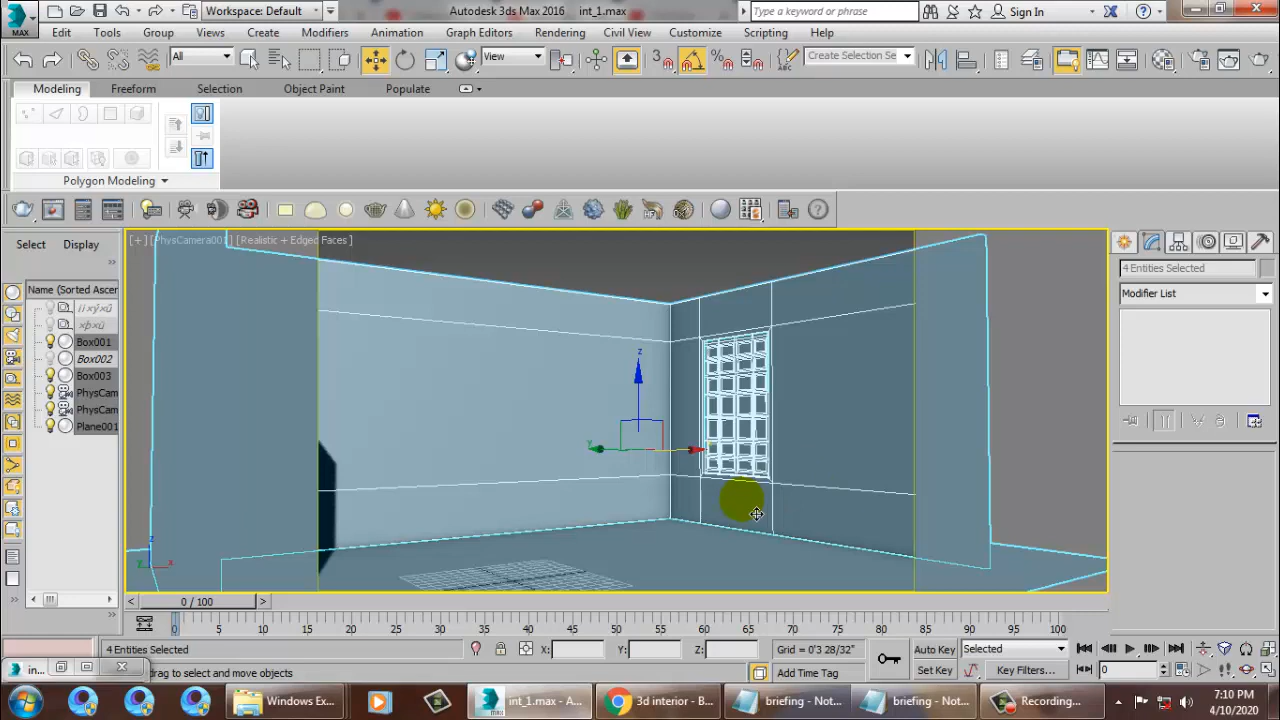 Workspace: Default
Autodesk 3ds Max 2016 int_1.max
Type a keyword or phrase
Sign In
MAX
Edit Tools Group Views Create Modifiers Animation Graph Editors Rendering Civil View Customize Scripting Help
All
View
3
Create Selection Se
Modeling Freeform Selection Object Paint Populate
Polygon Modeling
Select Display
[+] [PhysCamera001] [Realistic + Edged Faces]
Name (Sorted Ascer
Box001
Box002
Box003
PhysCam
PhysCam
Plane001
4 Entities Selected
Modifier List
z
y
z
x
y
0 / 100
0 5 10 15 20 25 30 35 40 45 50 55 60 65 70 75 80 85 90 95 100
4 Entities Selected
X: Y: Z:
Grid = 0'3 28/32"
Auto Key
Selected
in...
drag to select and move objects
Add Time Tag
Set Key
Key Filters...
0
Windows Ex...
int_1.max - A...
3d interior - B...
briefing - Not...
briefing - Not...
Recording...
7:10 PM
4/10/2020